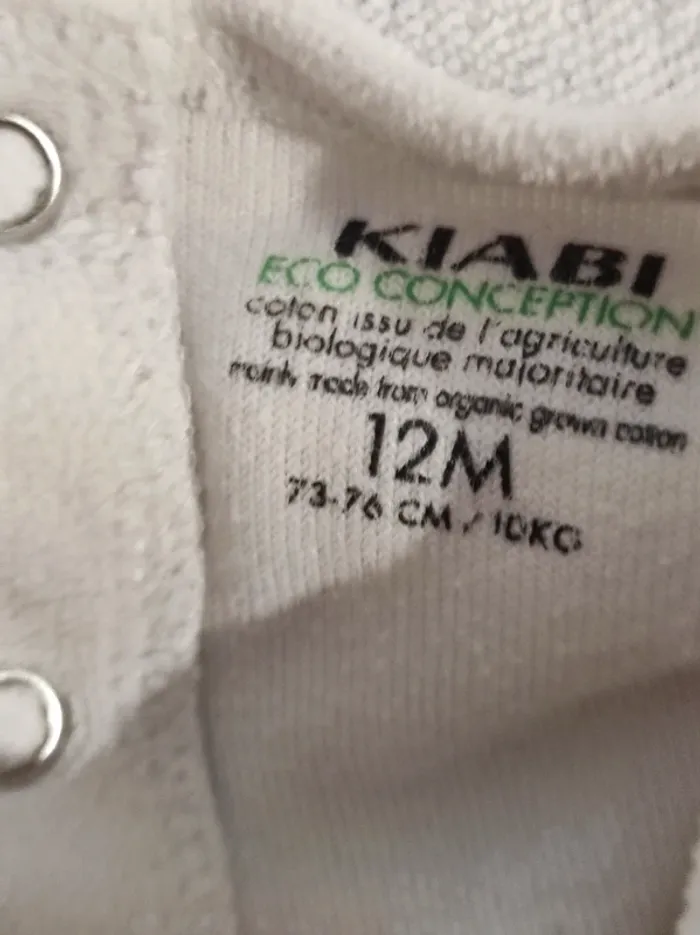 KIABI
ECO CONCEPTION
coton issu de l'agriculture
biologique majoritaire
mainly made from organic grown cotton
12M
73-76 CM / 10KG